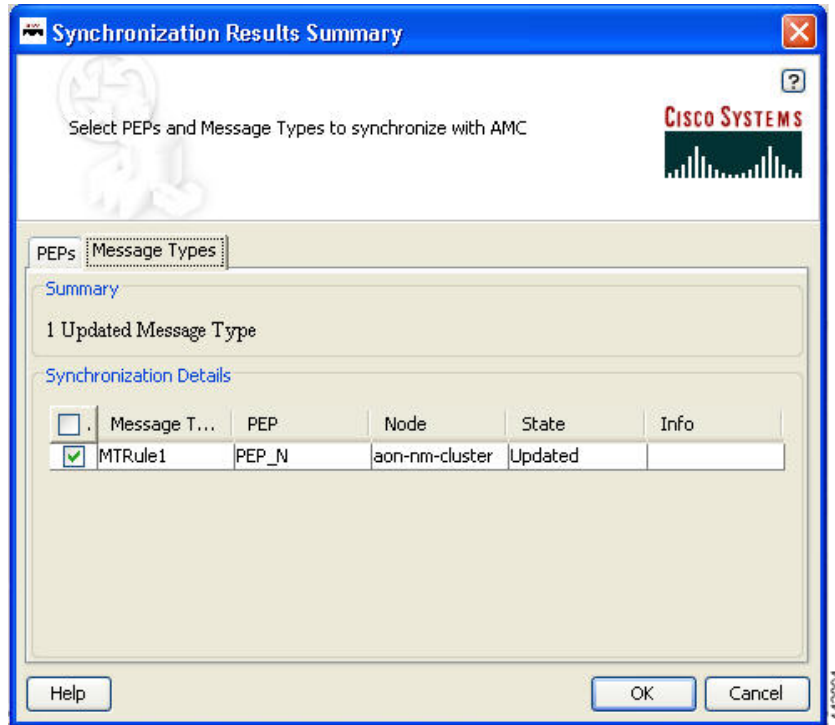 Synchronization Results Summary
?
Select PEPs and Message Types to synchronize with AMC
CISCO SYSTEMS
PEPs Message Types
Summary
1 Updated Message Type
Synchronization Details
. Message T... PEP Node State Info
MTRule1 PEP_N aon-nm-cluster Updated
Help OK Cancel